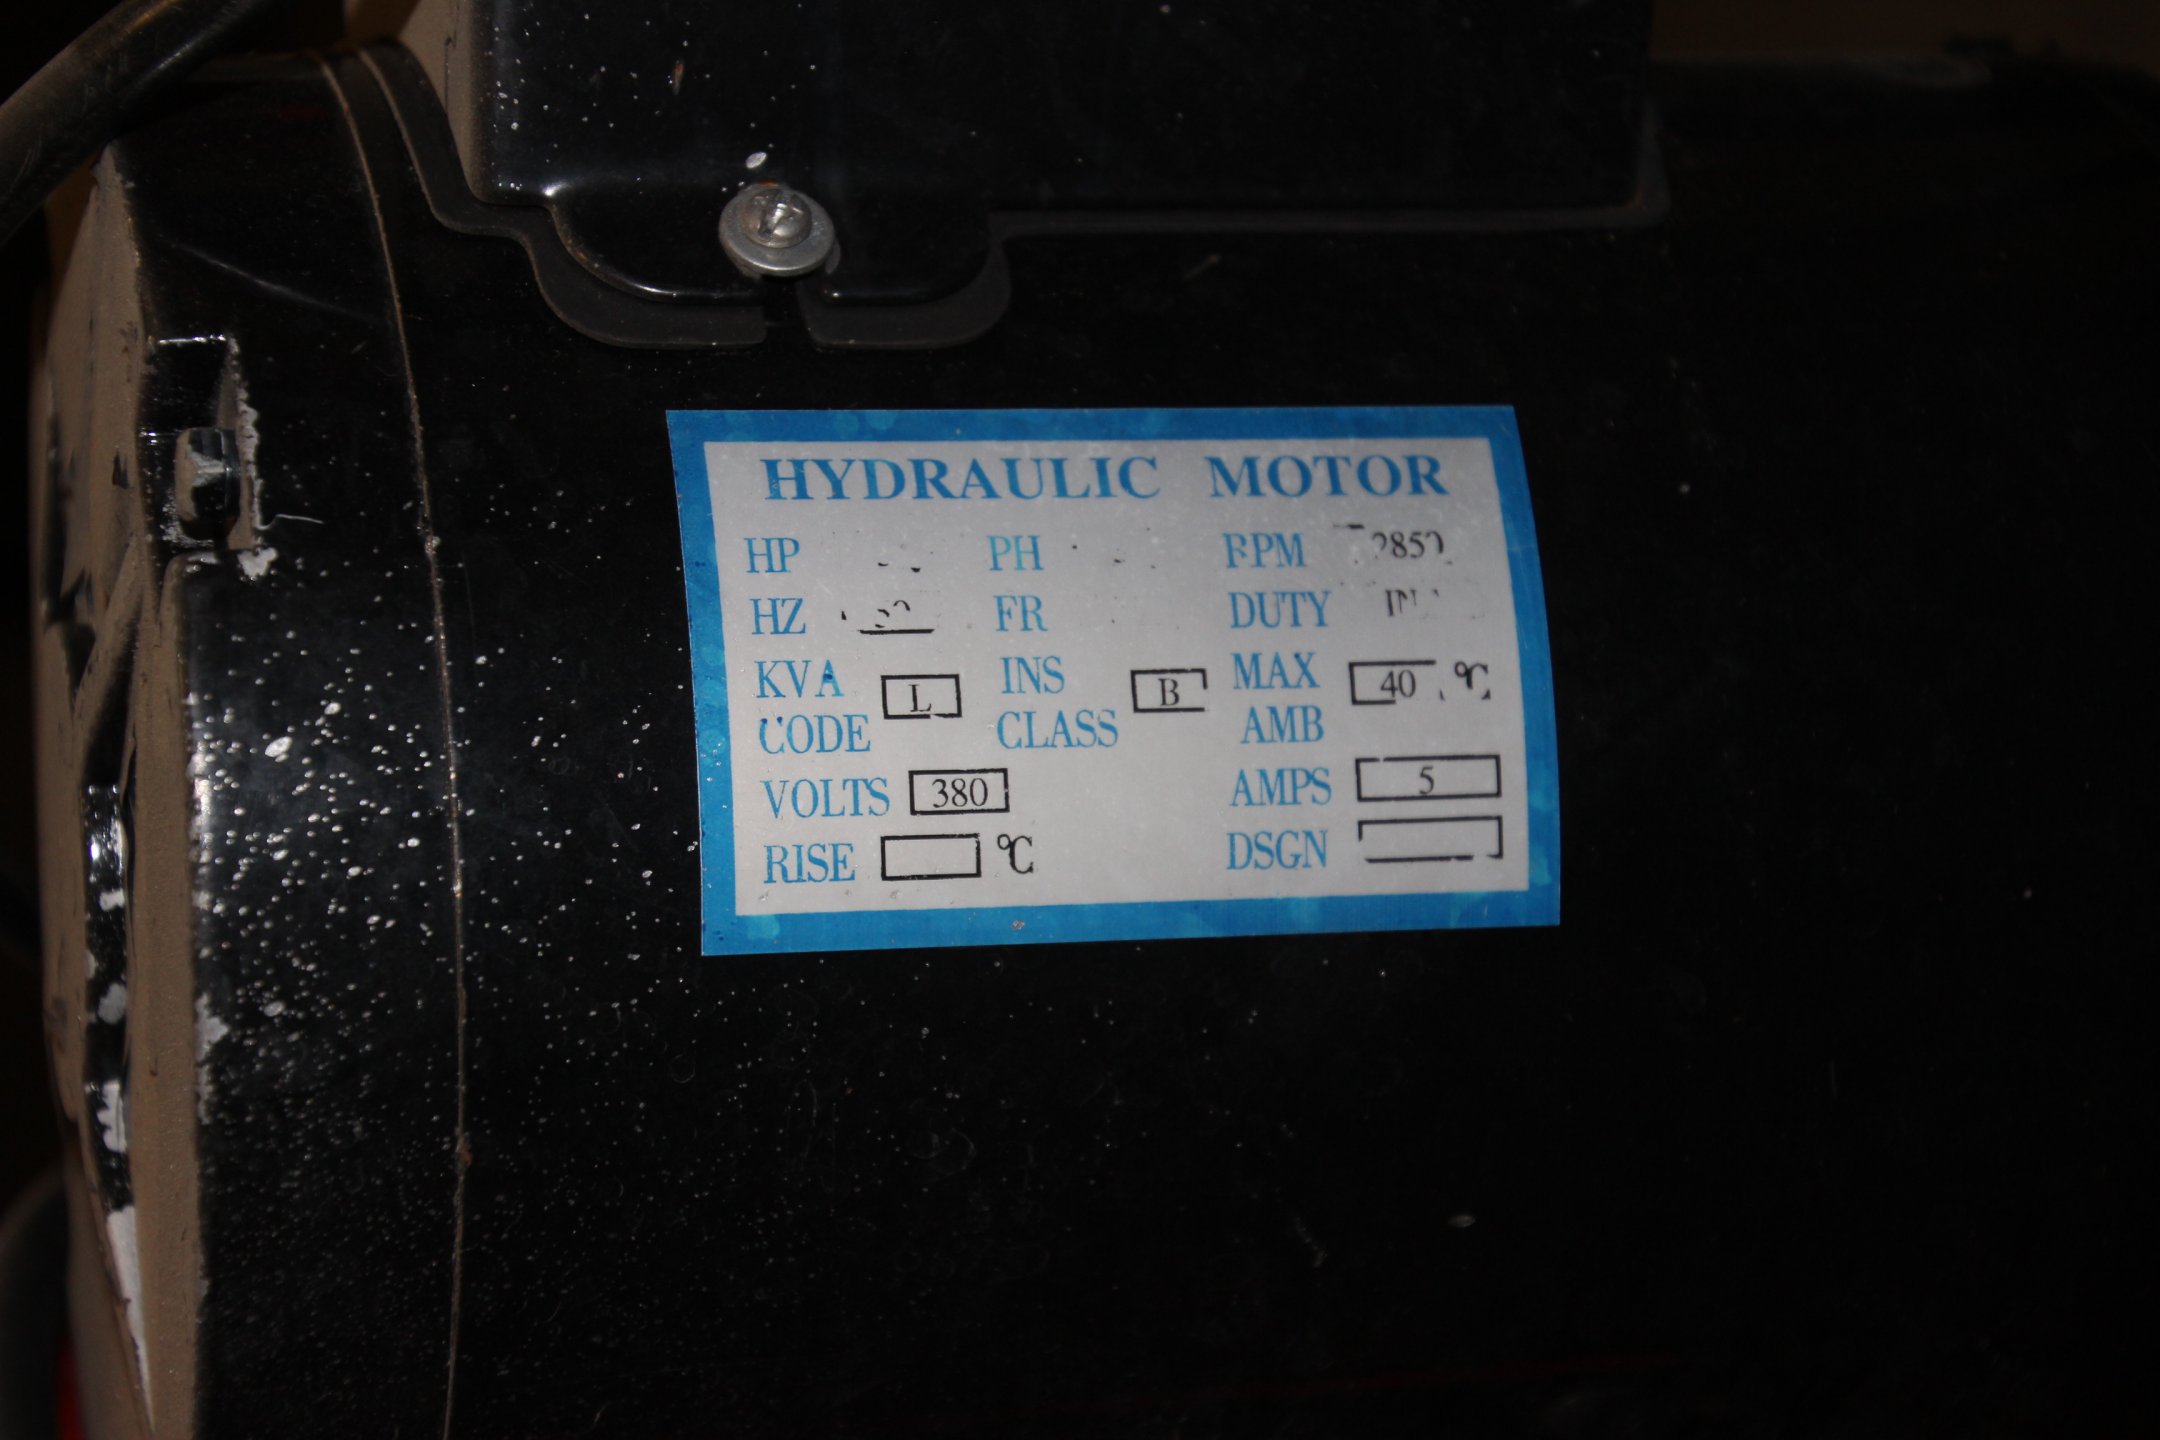 HYDRAULIC MOTOR
HP PH RPM 2850
HZ FR DUTY
KVA CODE L INS CLASS B MAX AMB 40 °C
VOLTS 380 AMPS 5
RISE °C DSGN